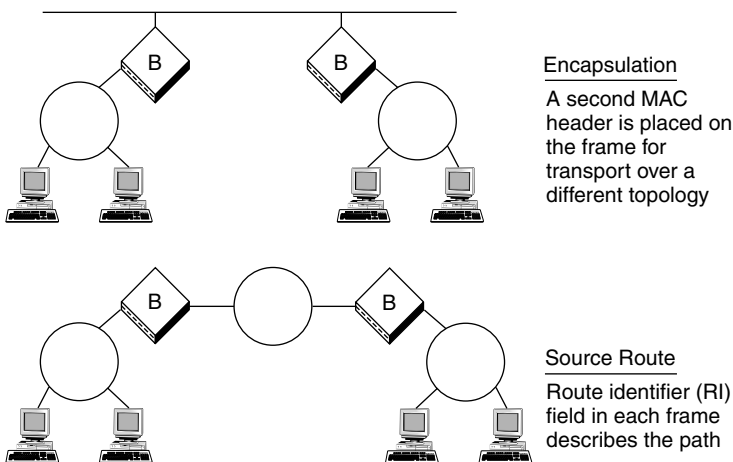 B
B
Encapsulation
A second MAC
header is placed on
the frame for
transport over a
different topology
B
B
Source Route
Route identifier (RI)
field in each frame
describes the path